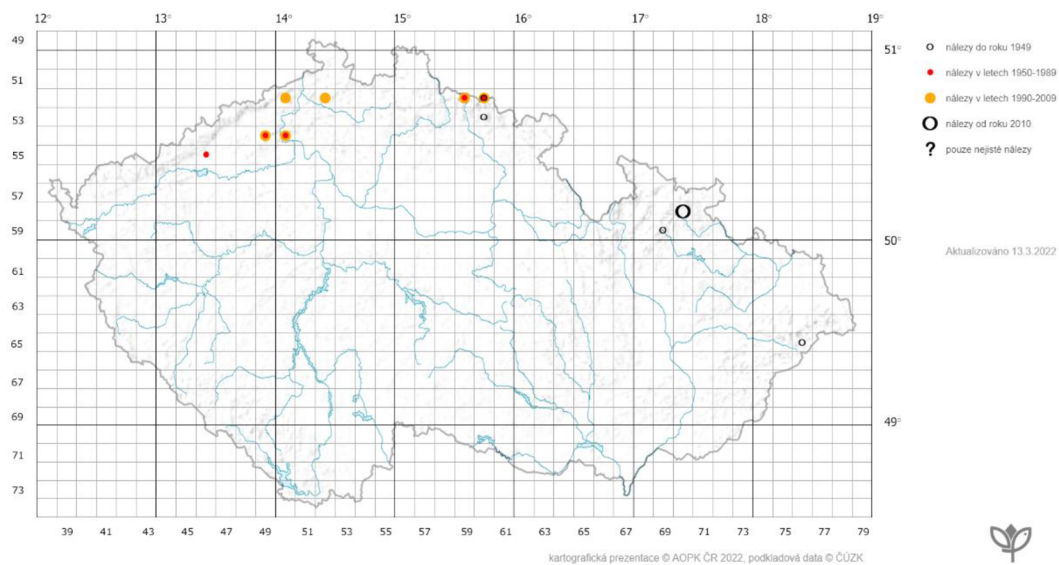 12° 13° 14° 15° 16° 17° 18° 19°
49
51°
51
53
55
57
59
50°
61
63
65
67
69
49°
71
73
39 41 43 45 47 49 51 53 55 57 59 61 63 65 67 69 71 73 75 77 79
nálezy do roku 1949
nálezy v letech 1950-1989
nálezy v letech 1990-2009
nálezy od roku 2010
? pouze nejisté nálezy
Aktualizováno 13.3.2022
kartografická prezentace © AOPK ČR 2022, podkladová data © ČÚZK